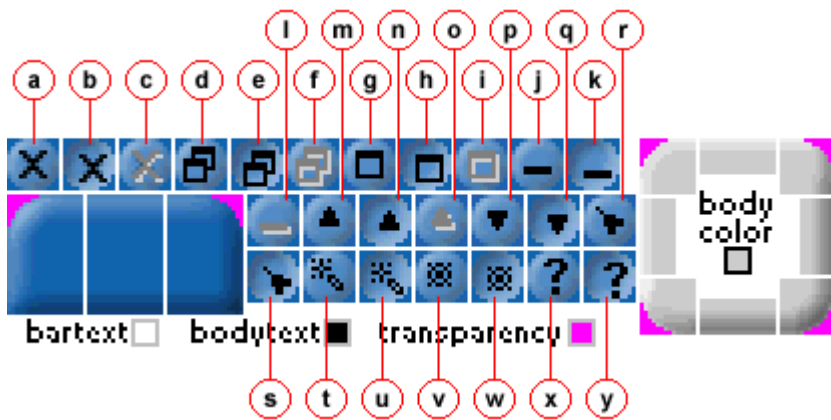 l m n o p q r
a b c d e f g h i j k
body
color
? ?
bartext bodytext transparency
s t u v w x y